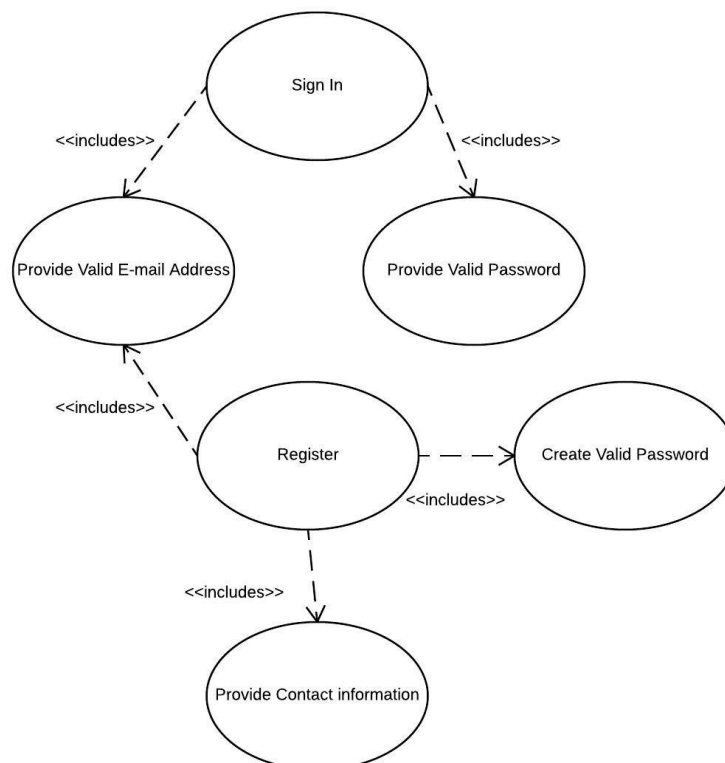 Sign In
<<includes>>
<<includes>>
Provide Valid E-mail Address
Provide Valid Password
<<includes>>
Register
Create Valid Password
<<includes>>
<<includes>>
Provide Contact information